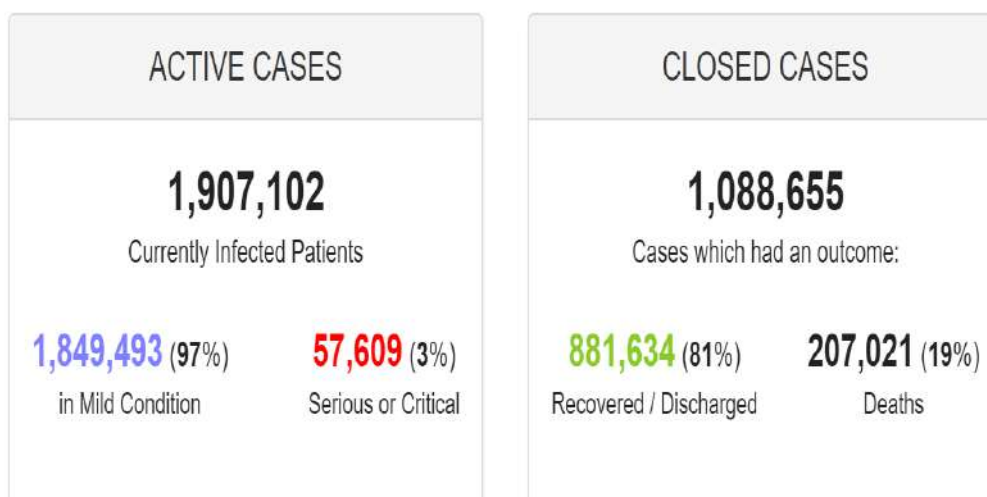 ACTIVE CASES
1,907,102
Currently Infected Patients
1,849,493 (97%)
in Mild Condition
57,609 (3%)
Serious or Critical
CLOSED CASES
1,088,655
Cases which had an outcome:
881,634 (81%)
Recovered / Discharged
207,021 (19%)
Deaths